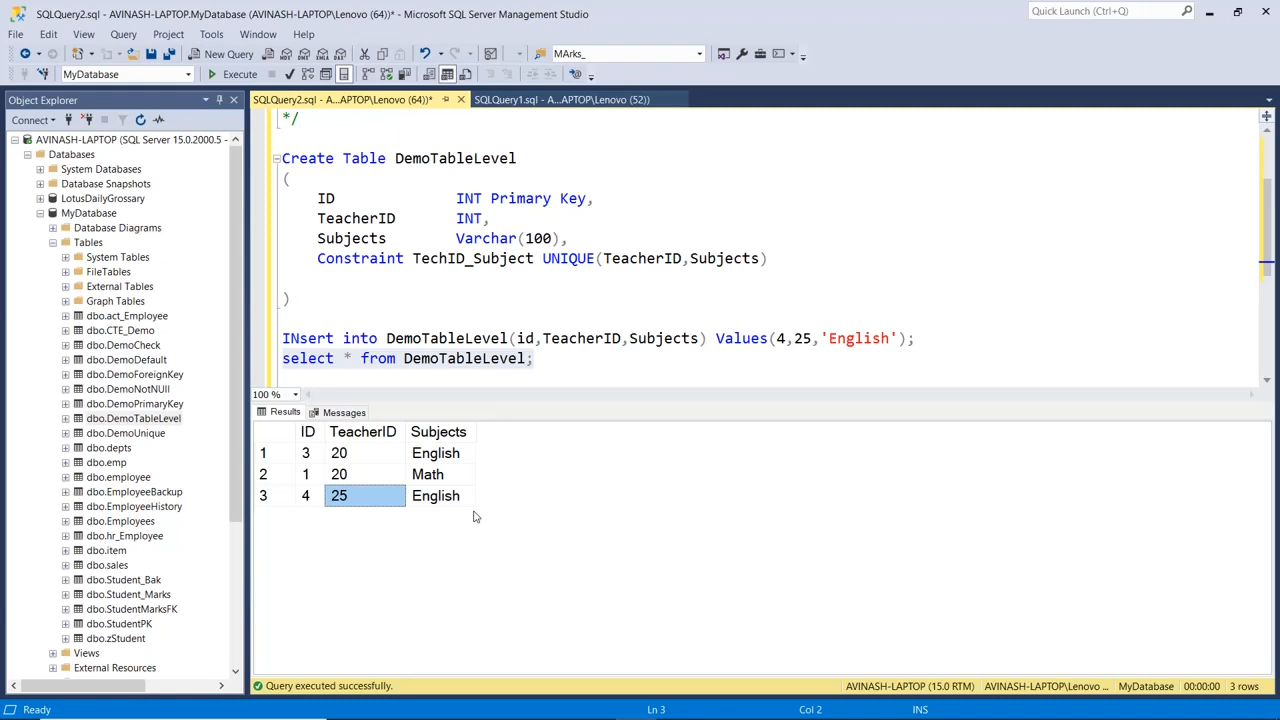 SQLQuery2.sql - AVINASH-LAPTOP.MyDatabase (AVINASH-LAPTOP\Lenovo (64))* - Microsoft SQL Server Management Studio
Quick Launch (Ctrl+Q)
File Edit View Query Project Tools Window Help
New Query MDX DMX XMLA DAX MArks_
MyDatabase Execute
Object Explorer
SQLQuery2.sql - A...APTOP\Lenovo (64))* SQLQuery1.sql - A...APTOP\Lenovo (52))
Connect
AVINASH-LAPTOP (SQL Server 15.0.2000.5 -
Databases
System Databases
Database Snapshots
LotusDailyGrossary
MyDatabase
Database Diagrams
Tables
System Tables
FileTables
External Tables
Graph Tables
dbo.act_Employee
dbo.CTE_Demo
dbo.DemoCheck
dbo.DemoDefault
dbo.DemoForeignKey
dbo.DemoNotNUll
dbo.DemoPrimaryKey
dbo.DemoTableLevel
dbo.DemoUnique
dbo.depts
dbo.emp
dbo.employee
dbo.EmployeeBackup
dbo.EmployeeHistory
dbo.Employees
dbo.hr_Employee
dbo.item
dbo.sales
dbo.Student_Bak
dbo.Student_Marks
dbo.StudentMarksFK
dbo.StudentPK
dbo.zStudent
Views
External Resources
*/
Create Table DemoTableLevel
(
ID INT Primary Key,
TeacherID INT,
Subjects Varchar(100),
Constraint TechID_Subject UNIQUE(TeacherID,Subjects)
)
INsert into DemoTableLevel(id,TeacherID,Subjects) Values(4,25,'English');
select * from DemoTableLevel;
100 %
Results Messages
ID TeacherID Subjects
1 3 20 English
2 1 20 Math
3 4 25 English
Query executed successfully. AVINASH-LAPTOP (15.0 RTM) AVINASH-LAPTOP\Lenovo ... MyDatabase 00:00:00 3 rows
Ready Ln 3 Col 2 INS